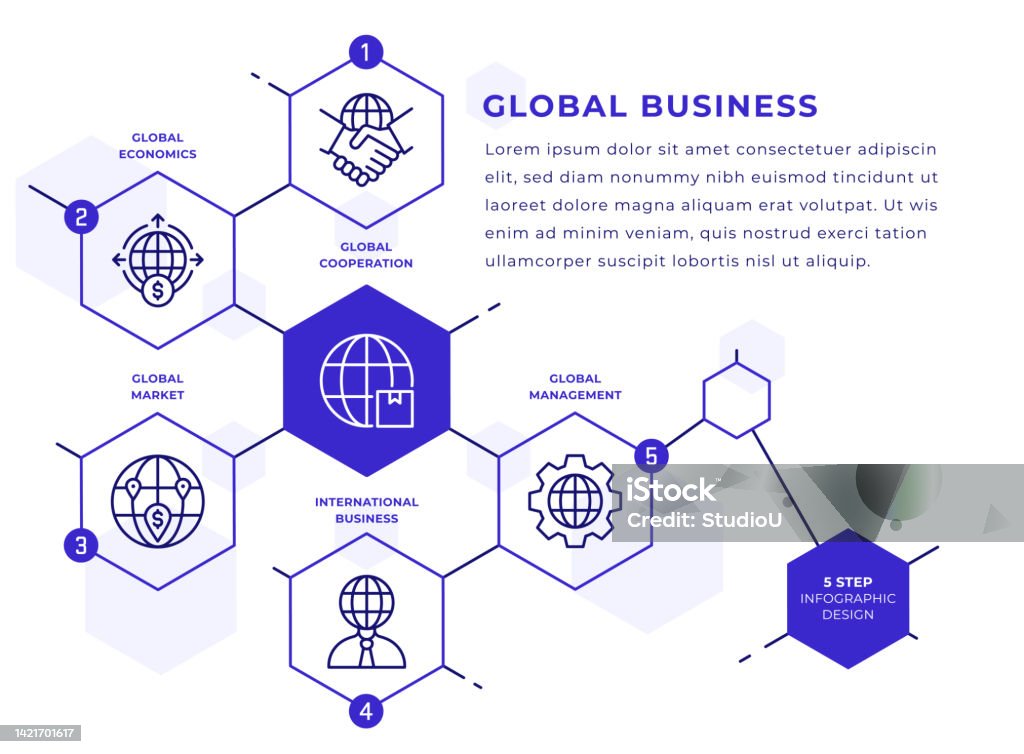 1
GLOBAL BUSINESS
Lorem ipsum dolor sit amet consectetuer adipiscin
elit, sed diam nonummy nibh euismod tincidunt ut
laoreet dolore magna aliquam erat volutpat. Ut wis
enim ad minim veniam, quis nostrud exerci tation
ullamcorper suscipit lobortis nisl ut aliquip.
GLOBAL
ECONOMICS
2
$
GLOBAL
COOPERATION
GLOBAL
MARKET
3
$
GLOBAL
MANAGEMENT
5
INTERNATIONAL
BUSINESS
4
iStock™
Credit: StudioU
5 STEP
INFOGRAPHIC
DESIGN
1421701617